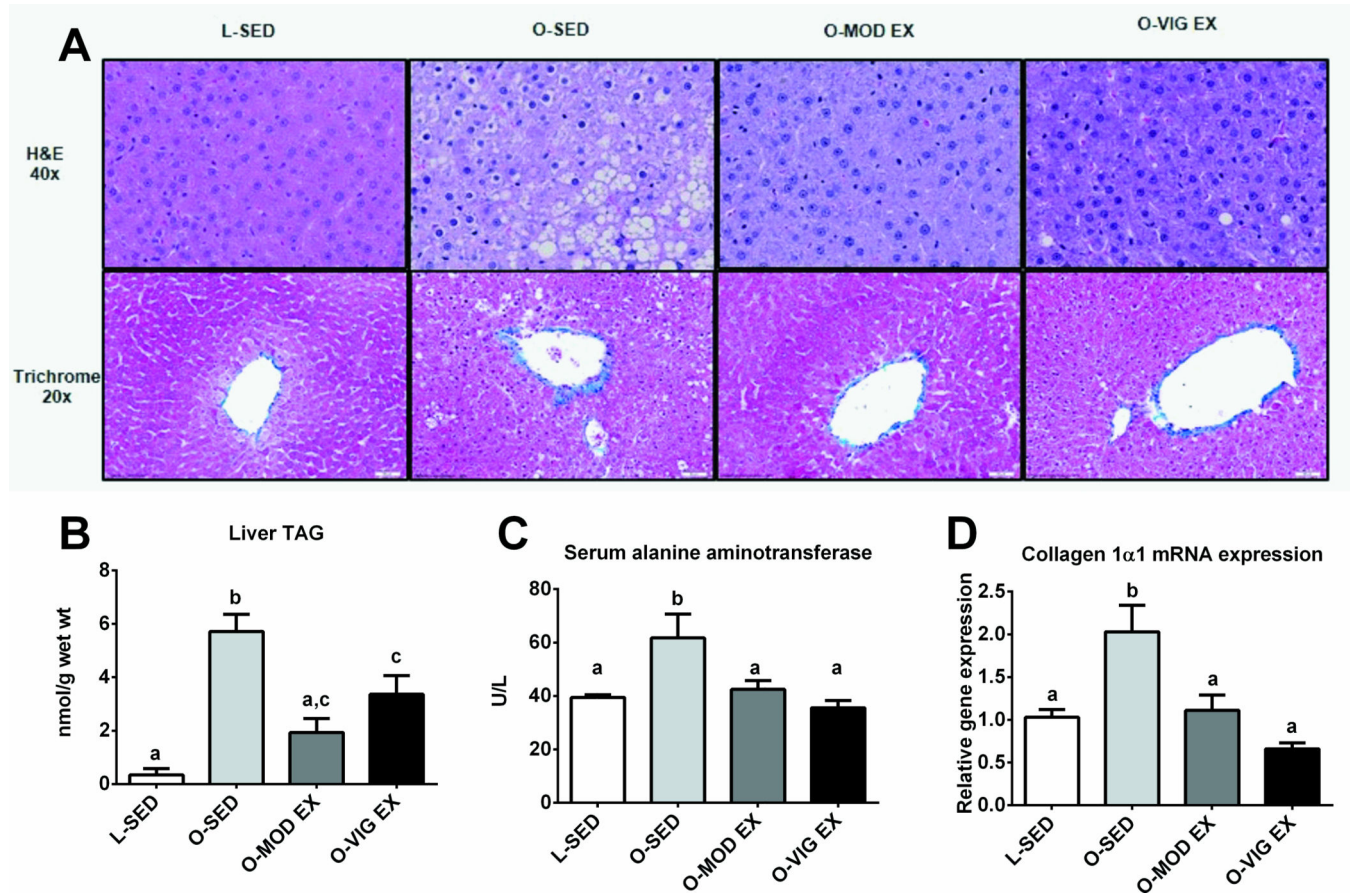 L-SED
O-SED
O-MOD EX
O-VIG EX
A
H&E
40x
Trichrome
20x
B
Liver TAG
nmol/g wet wt
8
6
4
2
0
a
b
a,c
c
L-SED
O-SED
O-MOD EX
O-VIG EX
C
Serum alanine aminotransferase
U/L
80
60
40
20
0
a
b
a
a
L-SED
O-SED
O-MOD EX
O-VIG EX
D
Collagen 1α1 mRNA expression
Relative gene expression
2.5
2.0
1.5
1.0
0.5
0.0
a
b
a
a
L-SED
O-SED
O-MOD EX
O-VIG EX